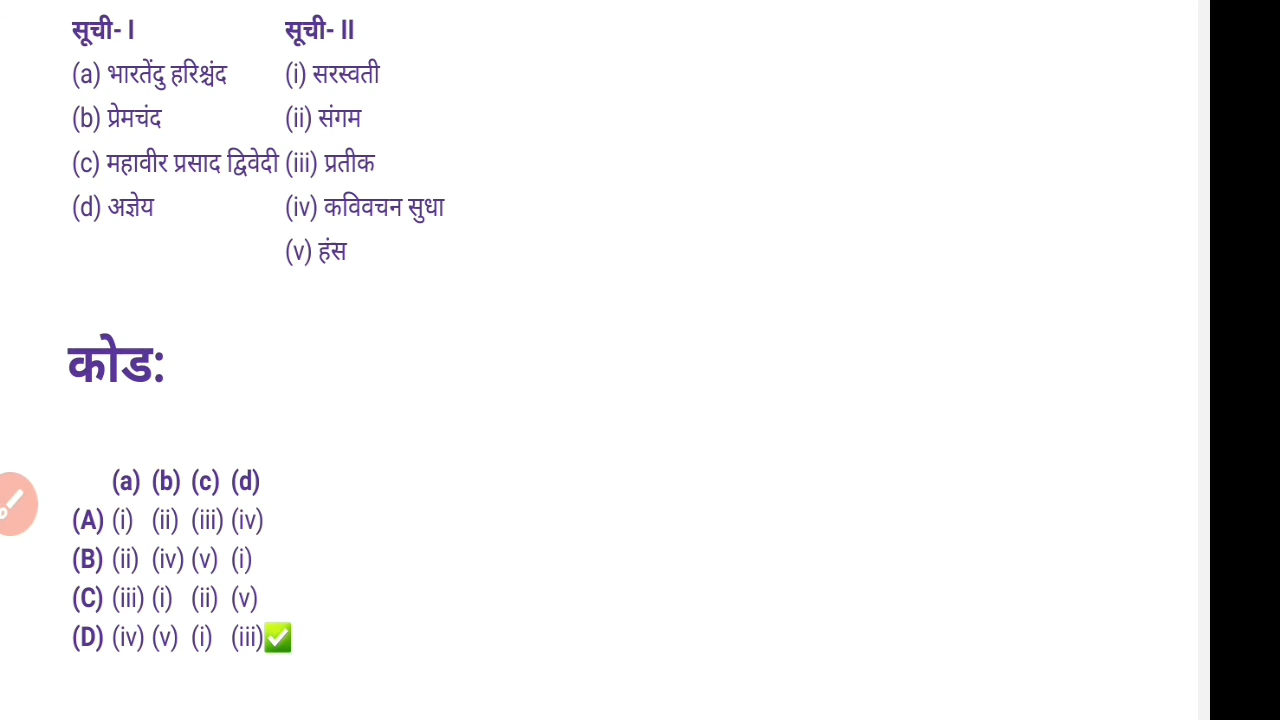 सूची- I सूची- II
(a) भारतेंदु हरिश्चंद (i) सरस्वती
(b) प्रेमचंद (ii) संगम
(c) महावीर प्रसाद द्विवेदी (iii) प्रतीक
(d) अज्ञेय (iv) कविवचन सुधा
(v) हंस
कोड:
(a) (b) (c) (d)
(A) (i) (ii) (iii) (iv)
(B) (ii) (iv) (v) (i)
(C) (iii) (i) (ii) (v)
(D) (iv) (v) (i) (iii)✅